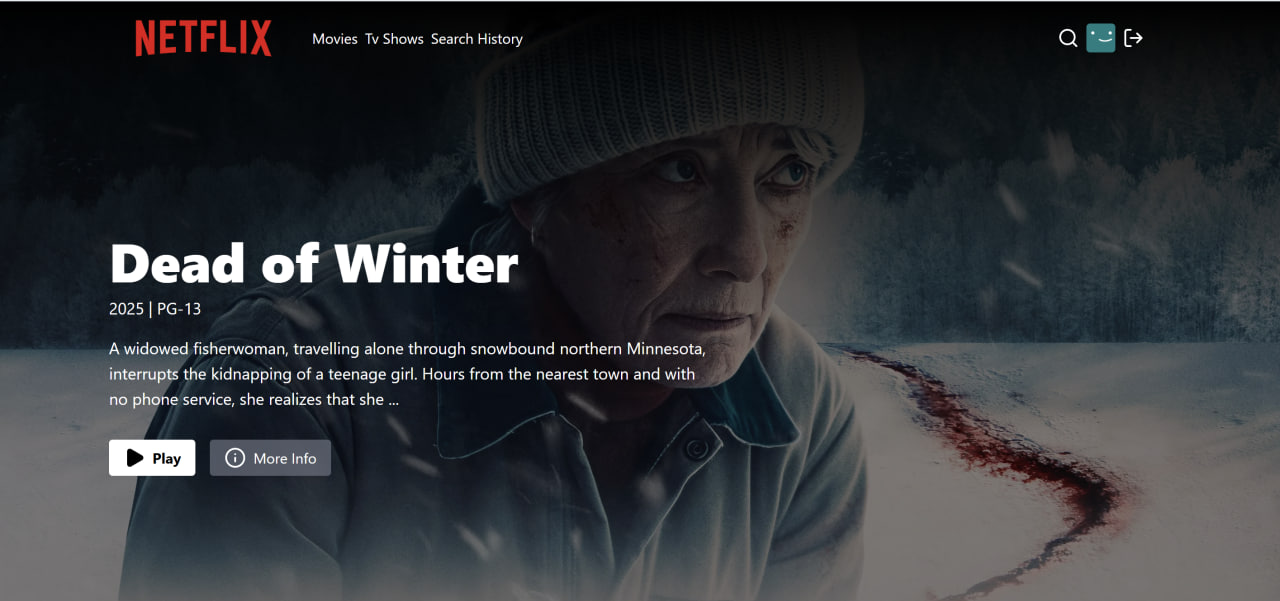 NETFLIX
Movies Tv Shows Search History
Dead of Winter
2025 | PG-13
A widowed fisherwoman, travelling alone through snowbound northern Minnesota,
interrupts the kidnapping of a teenage girl. Hours from the nearest town and with
no phone service, she realizes that she ...
Play
More Info